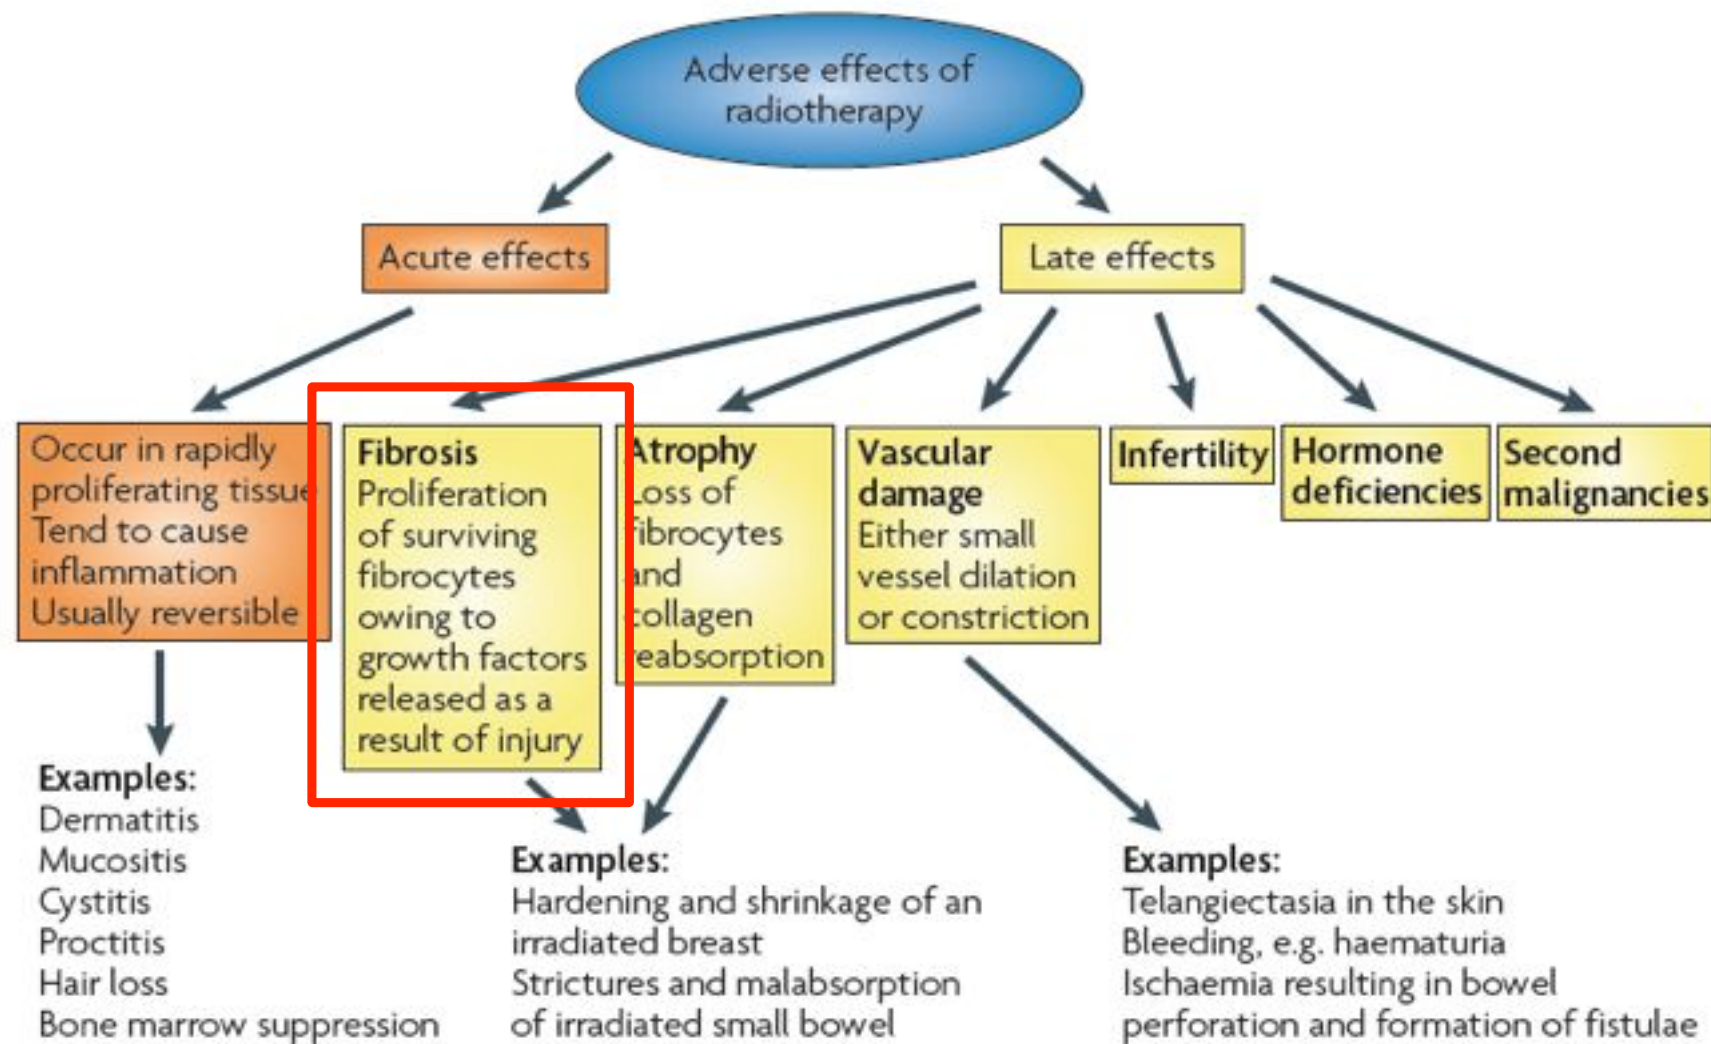 Adverse effects of
radiotherapy
Acute effects
Late effects
Occur in rapidly
proliferating tissue
Tend to cause
inflammation
Usually reversible
Fibrosis
Proliferation
of surviving
fibrocytes
owing to
growth factors
released as a
result of injury
Atrophy
Loss of
fibrocytes
and
collagen
reabsorption
Vascular
damage
Either small
vessel dilation
or constriction
Infertility
Hormone
deficiencies
Second
malignancies
Examples:
Dermatitis
Mucositis
Cystitis
Proctitis
Hair loss
Bone marrow suppression
Examples:
Hardening and shrinkage of an
irradiated breast
Strictures and malabsorption
of irradiated small bowel
Examples:
Telangiectasia in the skin
Bleeding, e.g. haematuria
Ischaemia resulting in bowel
perforation and formation of fistulae